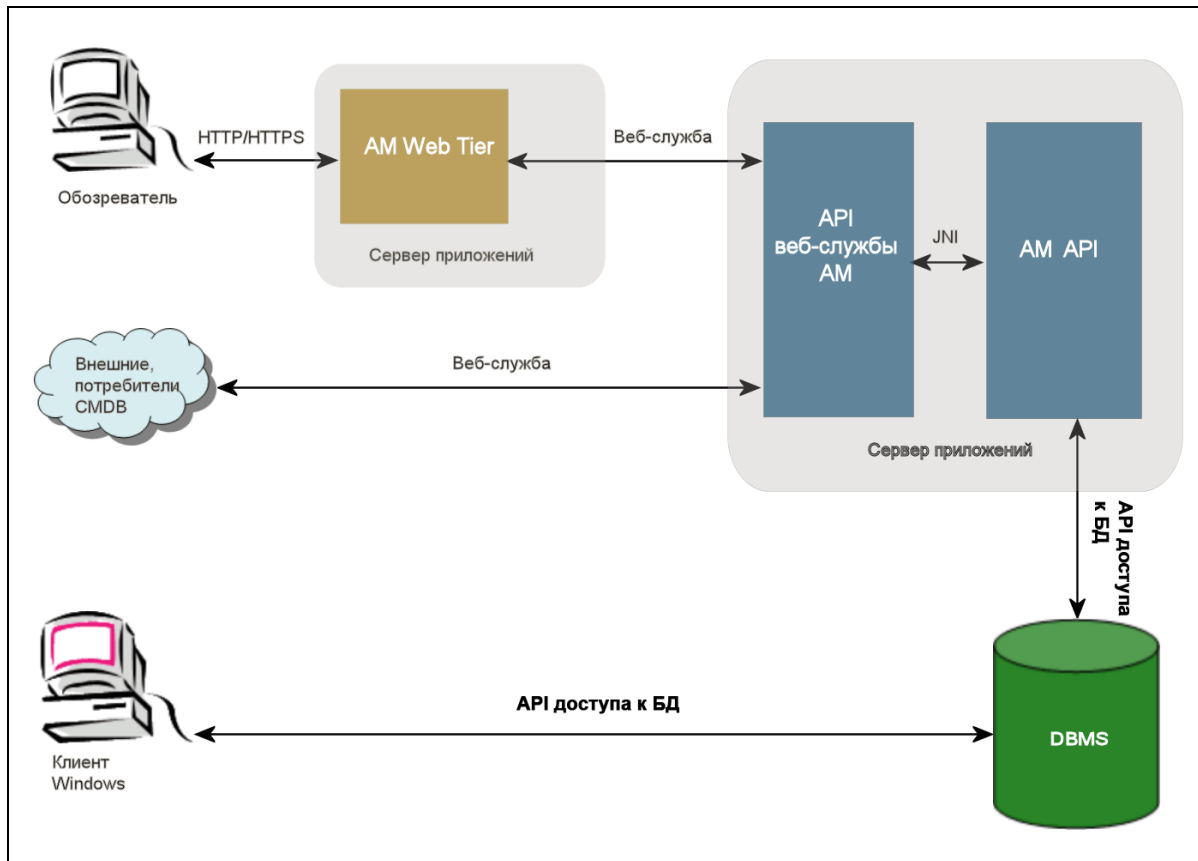 HTTP/HTTPS
Обозреватель
AM Web Tier
Сервер приложений
Веб-служба
API
веб-службы
AM
JNI
AM API
Сервер приложений
Внешние,
потребители
CMDB
Веб-служба
API доступа
к БД
Клиент
Windows
API доступа к БД
DBMS